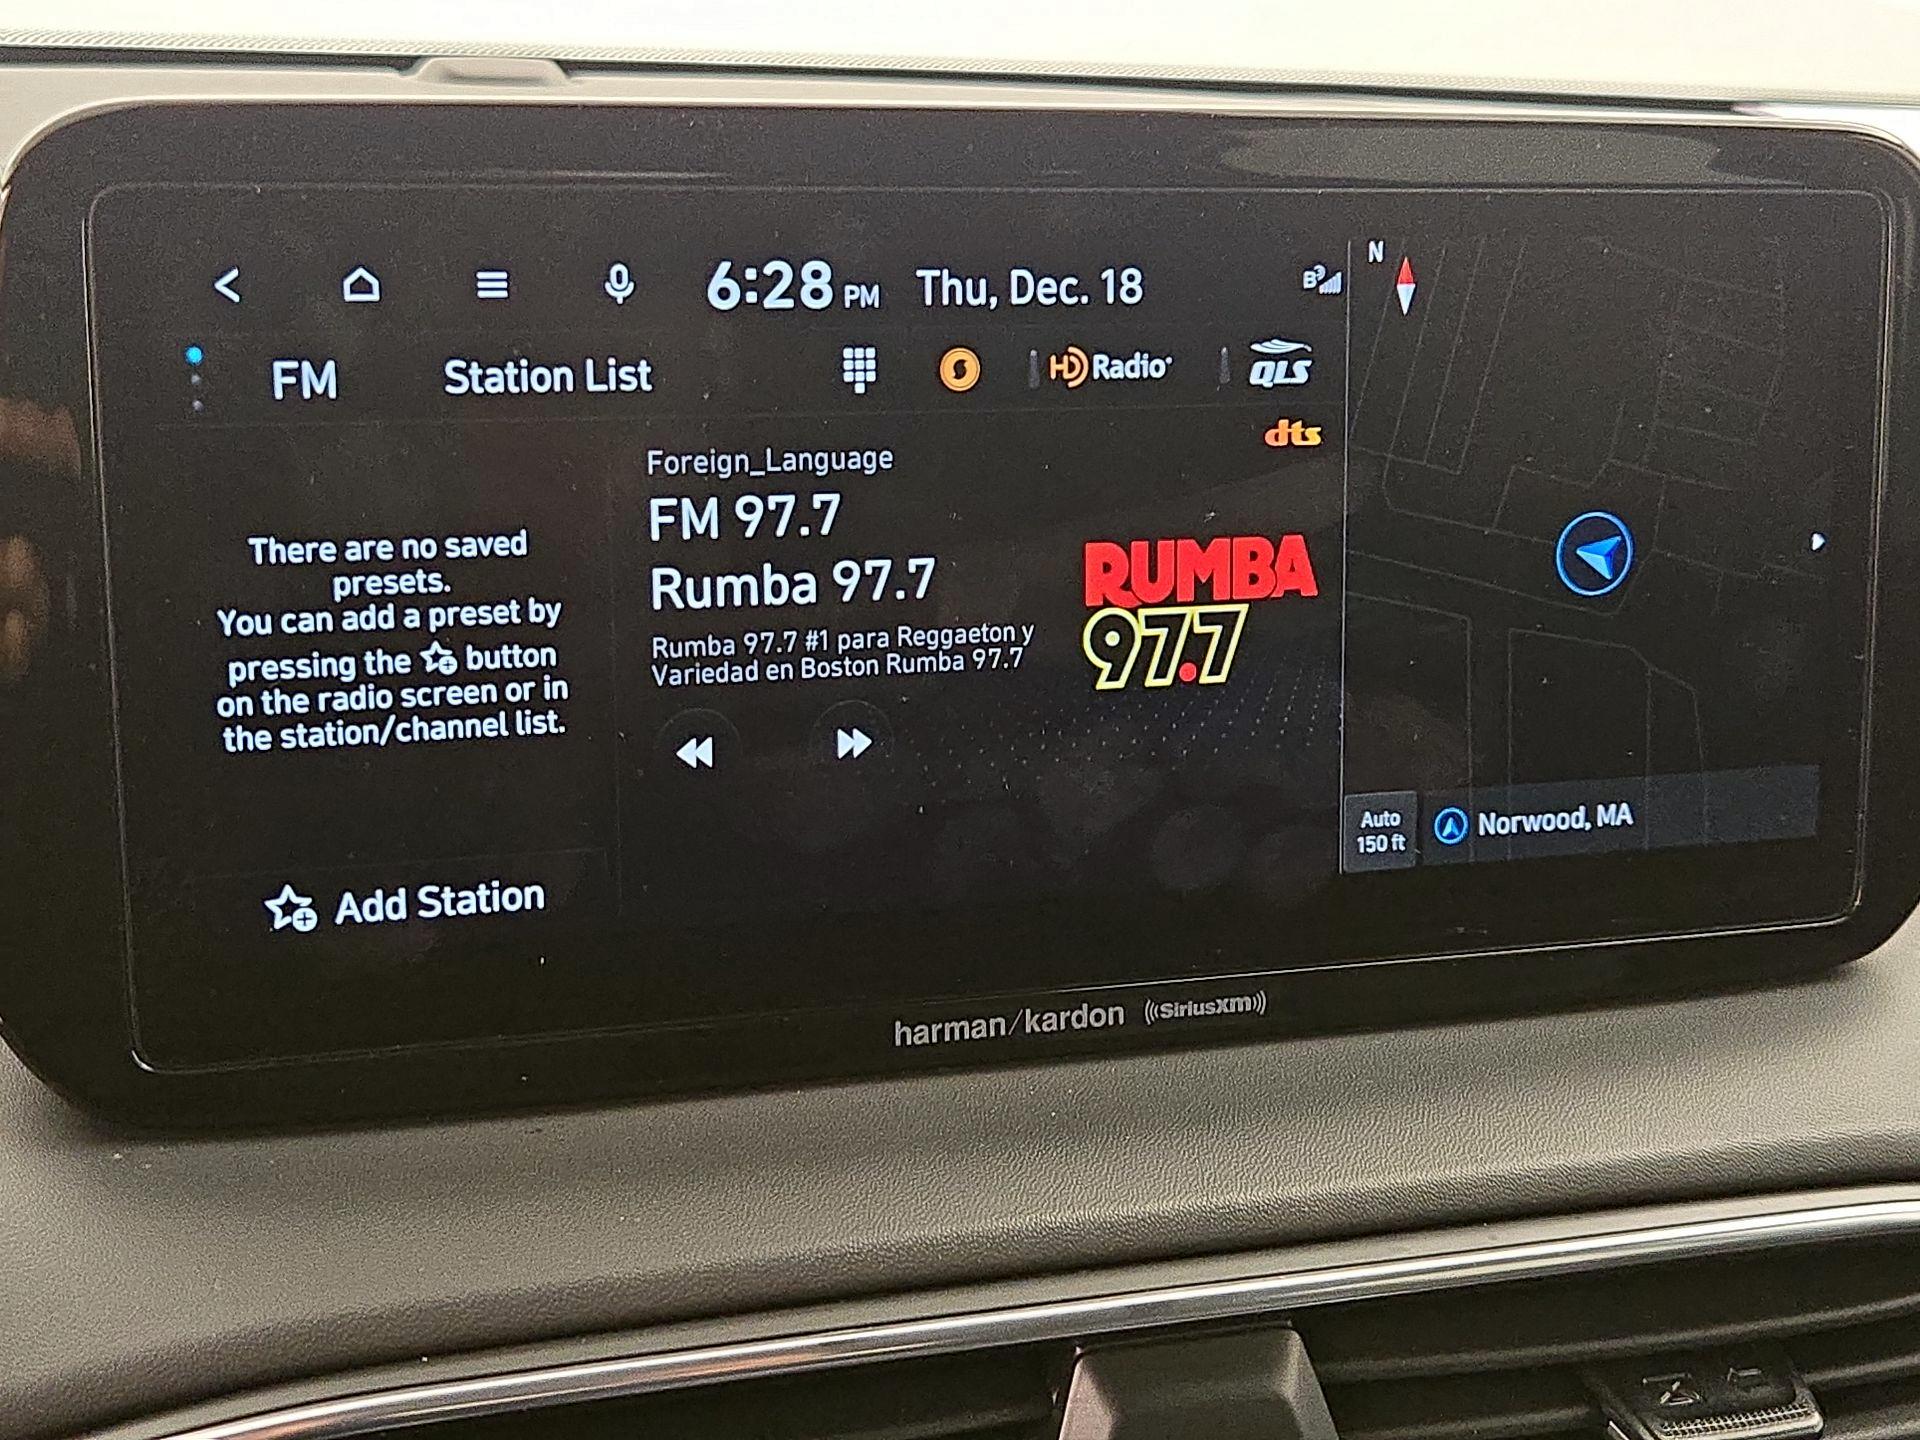 6:28 PM Thu, Dec. 18
FM Station List HD Radio QLS
dts
Foreign_Language
FM 97.7
Rumba 97.7
Rumba 97.7 #1 para Reggaeton y
Variedad en Boston Rumba 97.7
RUMBA
97.7
There are no saved
presets.
You can add a preset by
pressing the button
on the radio screen or in
the station/channel list.
Add Station
N
Auto
150 ft
Norwood, MA
harman/kardon ((SiriusXM))